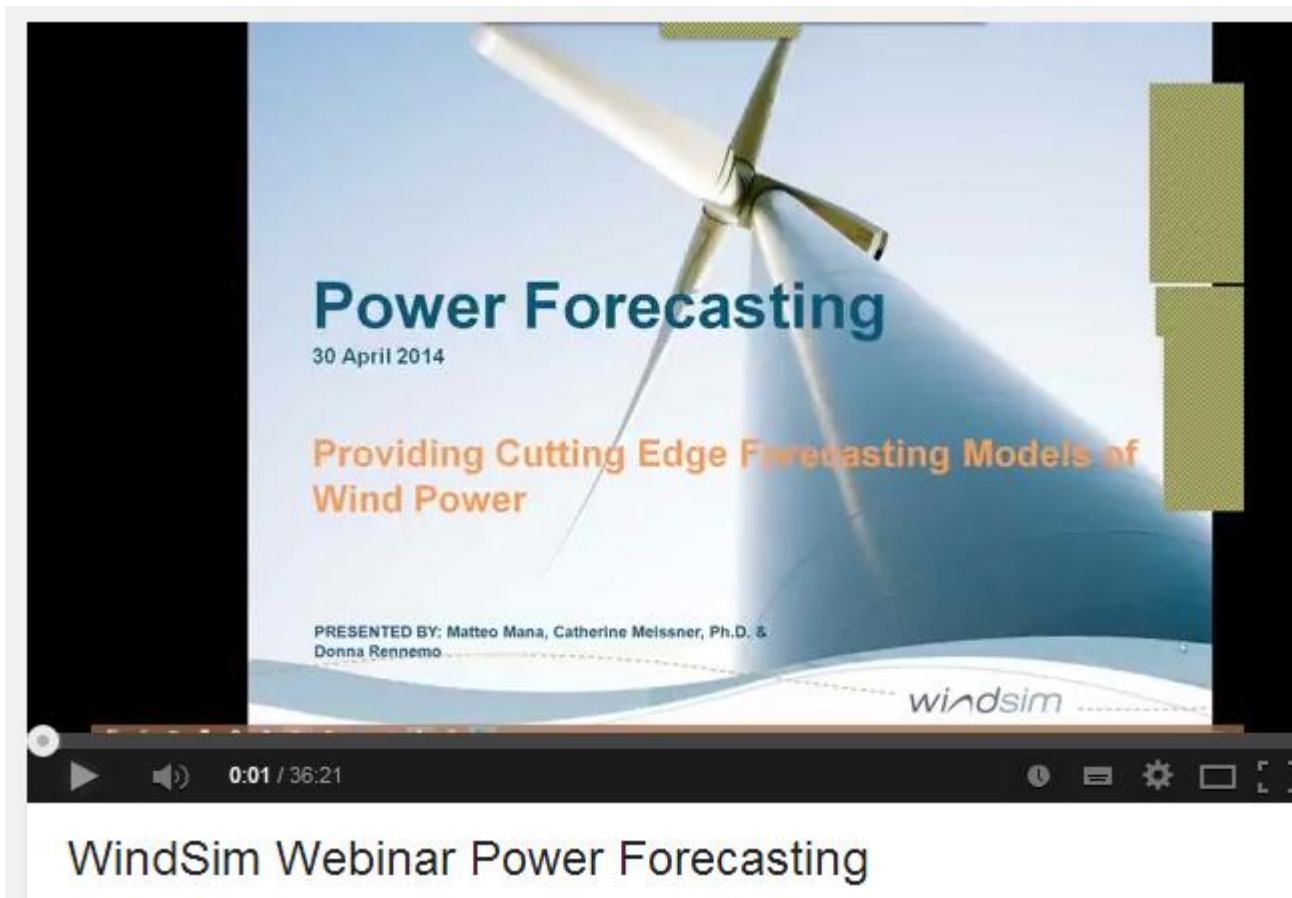 Power Forecasting
30 April 2014
Providing Cutting Edge Forecasting Models of
Wind Power
PRESENTED BY: Matteo Mana, Catherine Meissner, Ph.D. &
Donna Rennemo
windsim
0:01 / 36:21
WindSim Webinar Power Forecasting